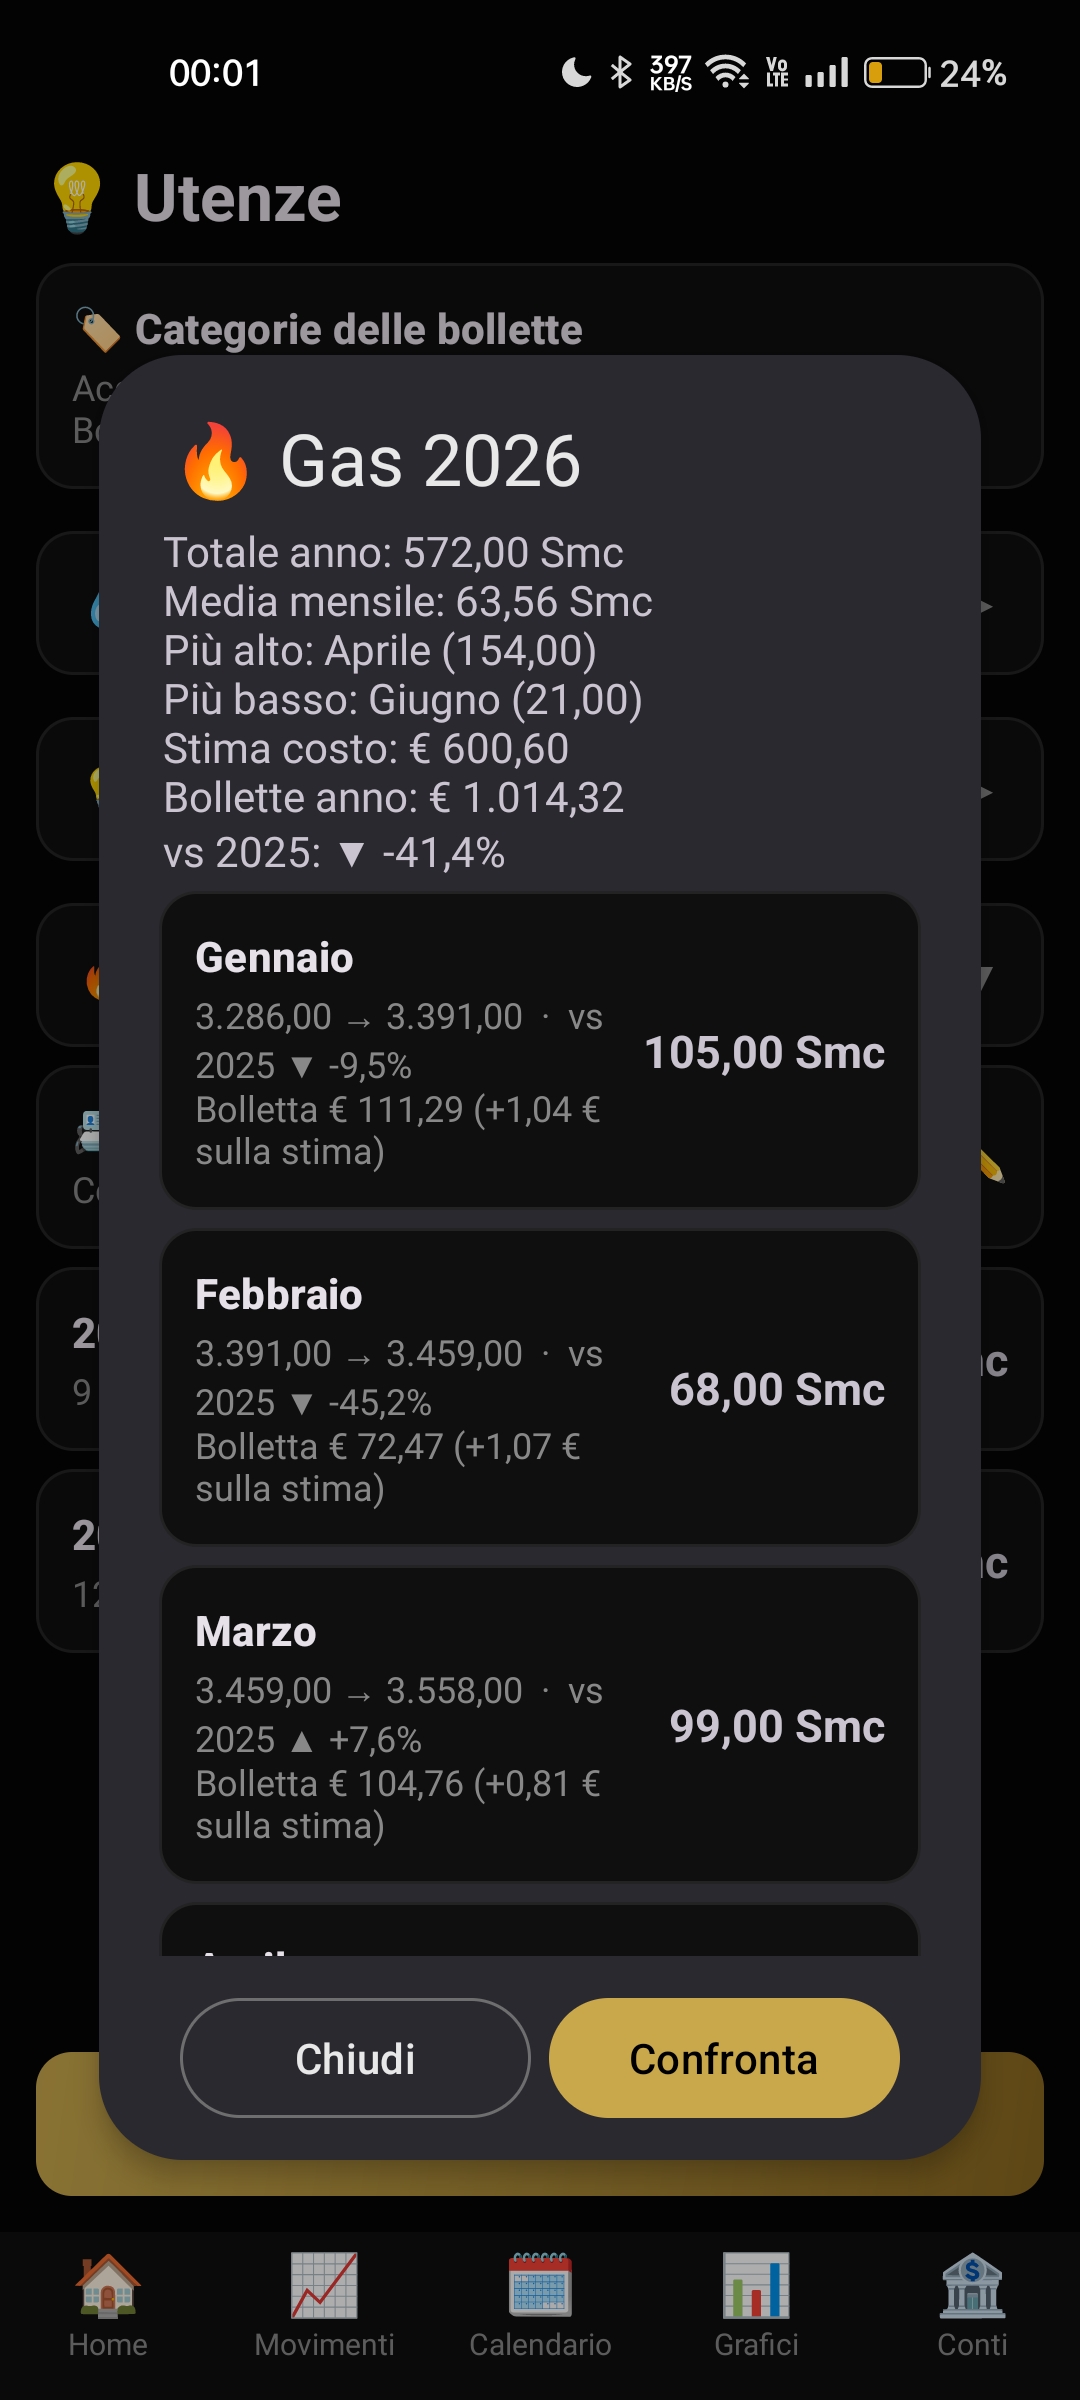 00:01
397 KB/S
Vo LTE
24%
Utenze
Categorie delle bollette
Gas 2026
Totale anno: 572,00 Smc
Media mensile: 63,56 Smc
Più alto: Aprile (154,00)
Più basso: Giugno (21,00)
Stima costo: € 600,60
Bollette anno: € 1.014,32
vs 2025: ▼ -41,4%
Gennaio
3.286,00 → 3.391,00 · vs
2025 ▼ -9,5%
Bolletta € 111,29 (+1,04 €
sulla stima)
105,00 Smc
Febbraio
3.391,00 → 3.459,00 · vs
2025 ▼ -45,2%
Bolletta € 72,47 (+1,07 €
sulla stima)
68,00 Smc
Marzo
3.459,00 → 3.558,00 · vs
2025 ▲ +7,6%
Bolletta € 104,76 (+0,81 €
sulla stima)
99,00 Smc
Chiudi
Confronta
Home
Movimenti
Calendario
Grafici
Conti